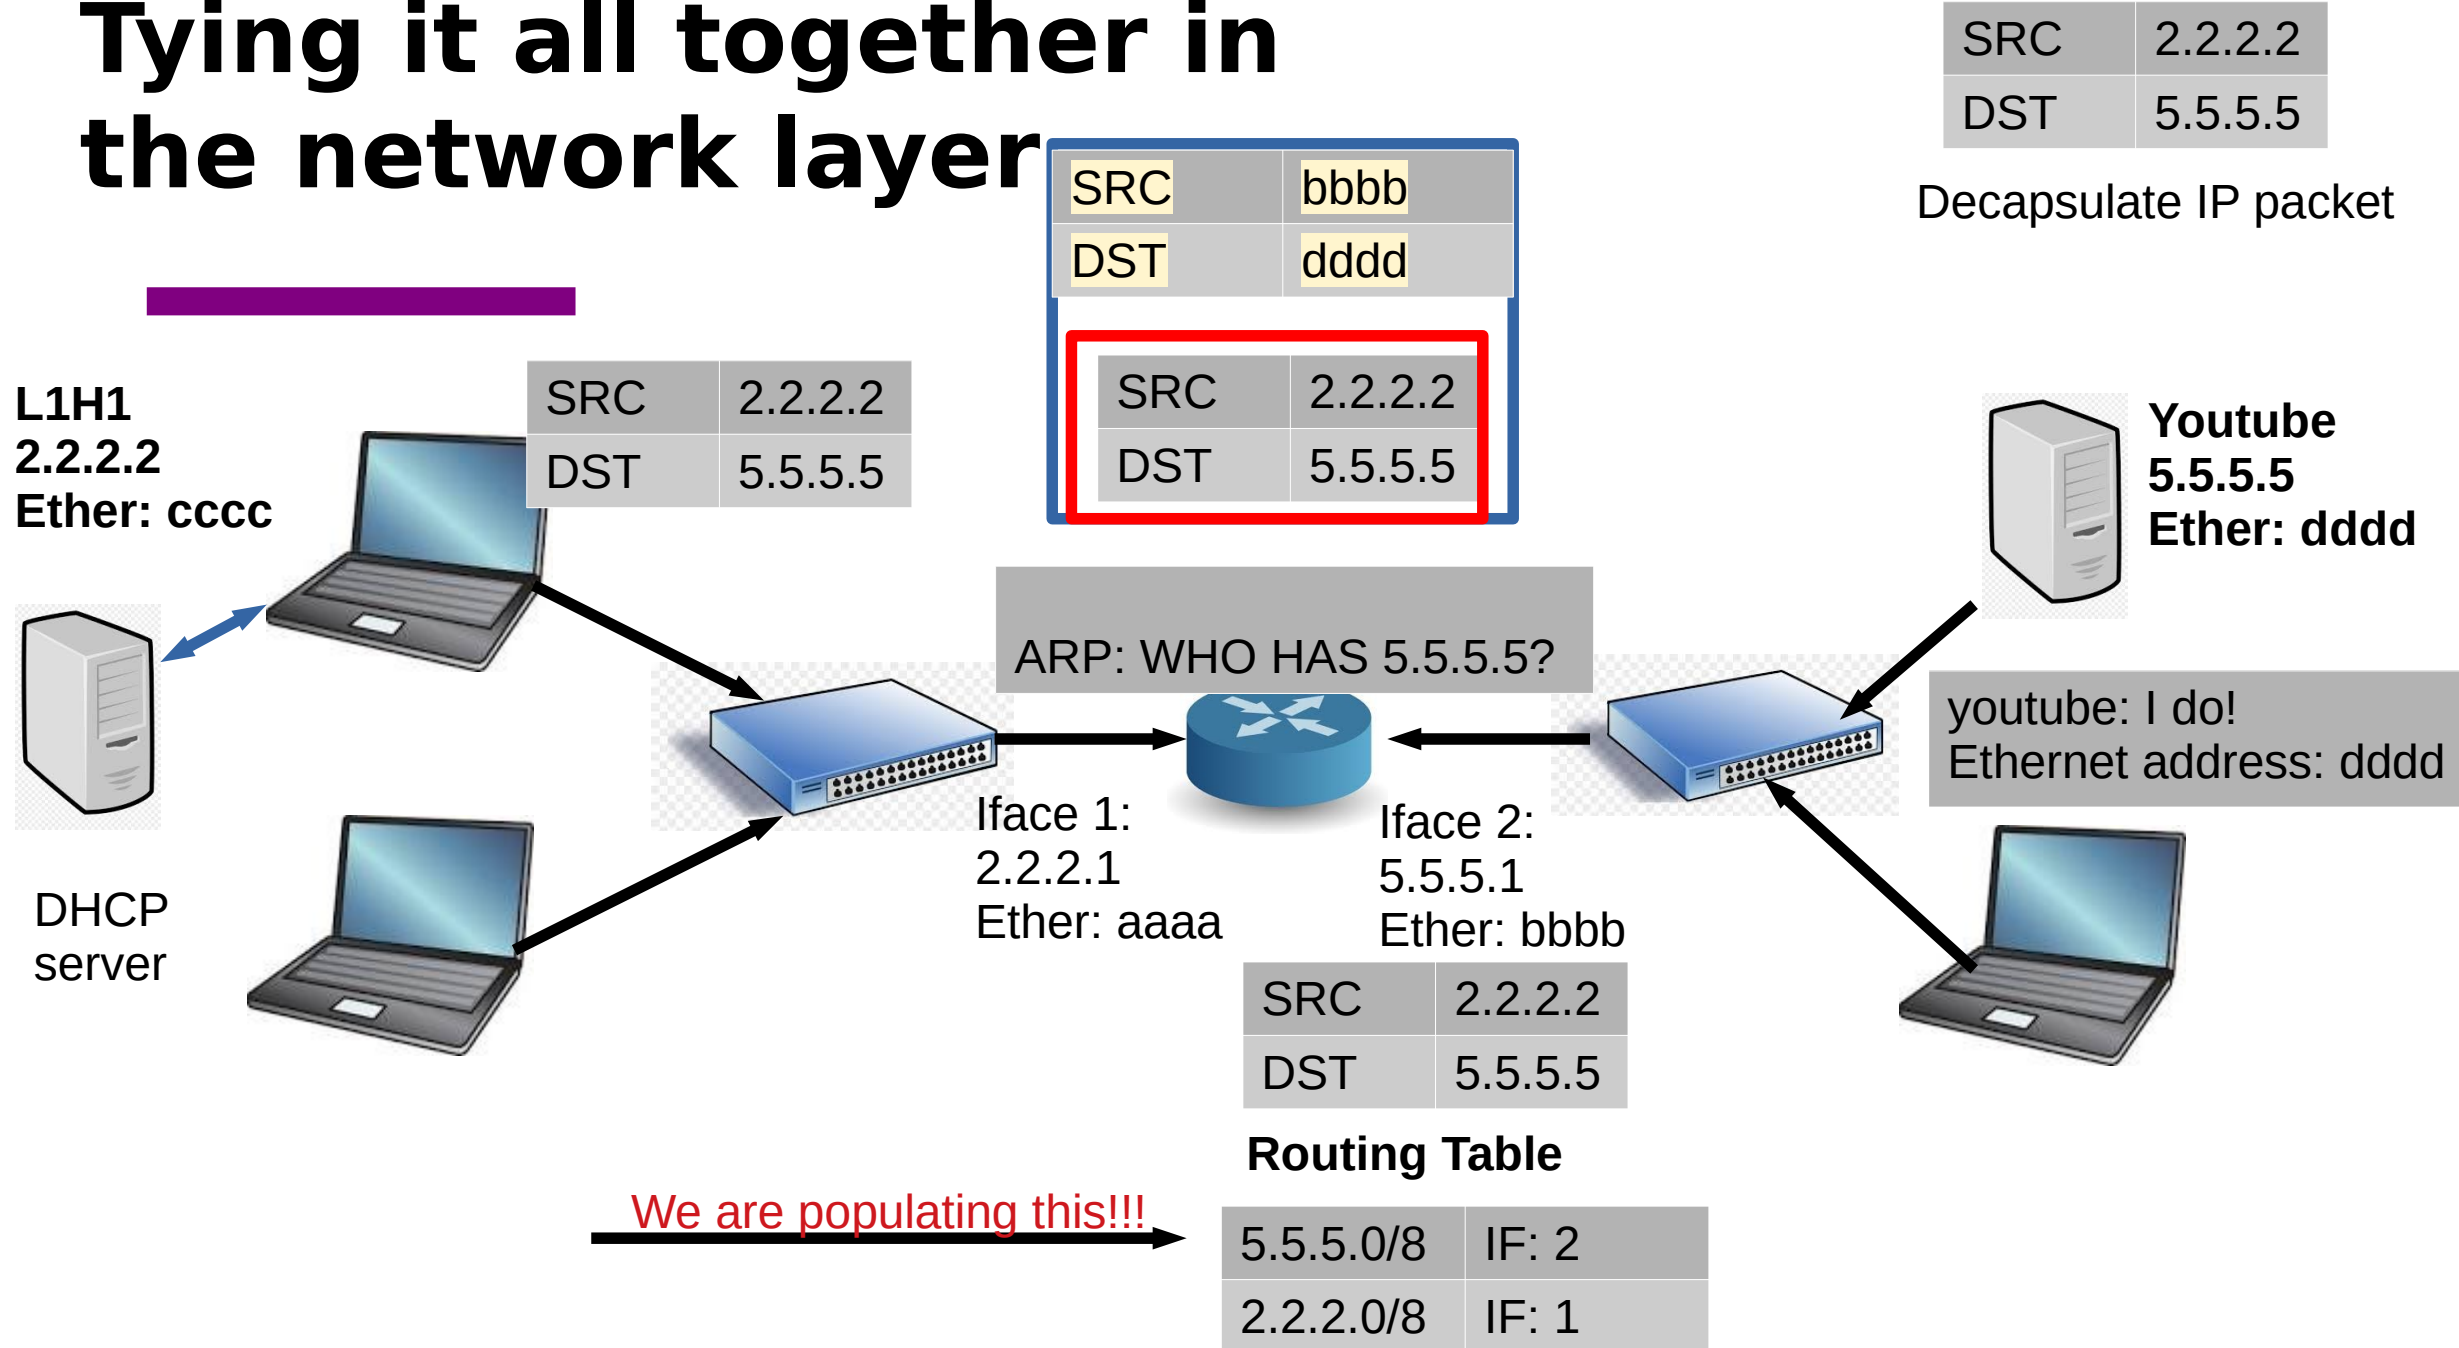 Tying it all together in
the network layer
SRC 2.2.2.2
DST 5.5.5.5
Decapsulate IP packet
SRC bbbb
DST dddd
SRC 2.2.2.2
DST 5.5.5.5
L1H1
2.2.2.2
Ether: cccc
SRC 2.2.2.2
DST 5.5.5.5
Youtube
5.5.5.5
Ether: dddd
ARP: WHO HAS 5.5.5.5?
youtube: I do!
Ethernet address: dddd
DHCP
server
Iface 1:
2.2.2.1
Ether: aaaa
Iface 2:
5.5.5.1
Ether: bbbb
SRC 2.2.2.2
DST 5.5.5.5
Routing Table
We are populating this!!!
5.5.5.0/8 IF: 2
2.2.2.0/8 IF: 1